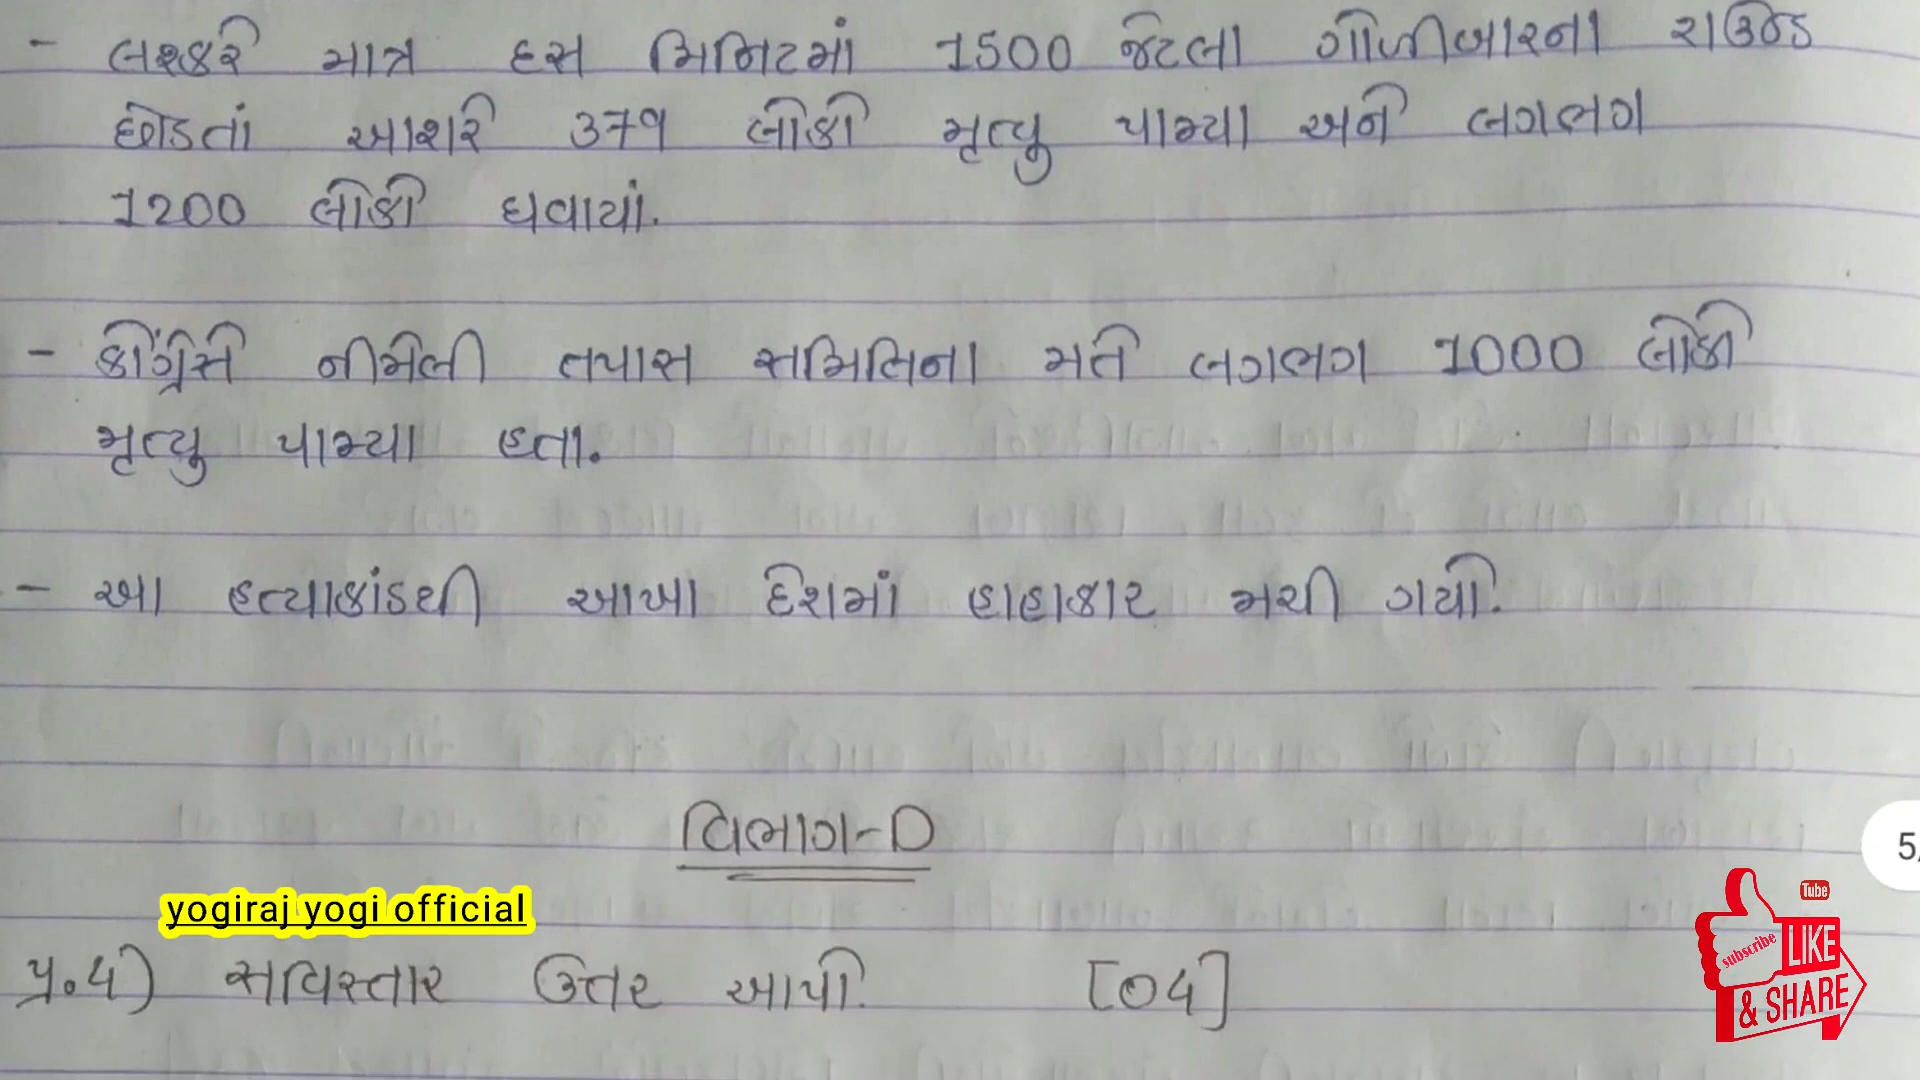 - લશ્કરે માત્ર દસ મિનિટમાં 1500 જેટલા ગોળીબારના રાઉન્ડ
છોડતાં આશરે 379 લોકો મૃત્યુ પામ્યા અને લગભગ
1200 લોકો ઘવાયાં.
- કોંગ્રેસે નીમેલી તપાસ સમિતિના મતે લગભગ 1000 લોકો
મૃત્યુ પામ્યા હતા.
- આ હત્યાકાંડથી આખા દેશમાં હાહાકાર મચી ગયો.
વિભાગ-D
5
yogiraj yogi official
પ્ર.4) સવિસ્તાર ઉત્તર આપો. [04]
Tube
subscribe LIKE
& SHARE